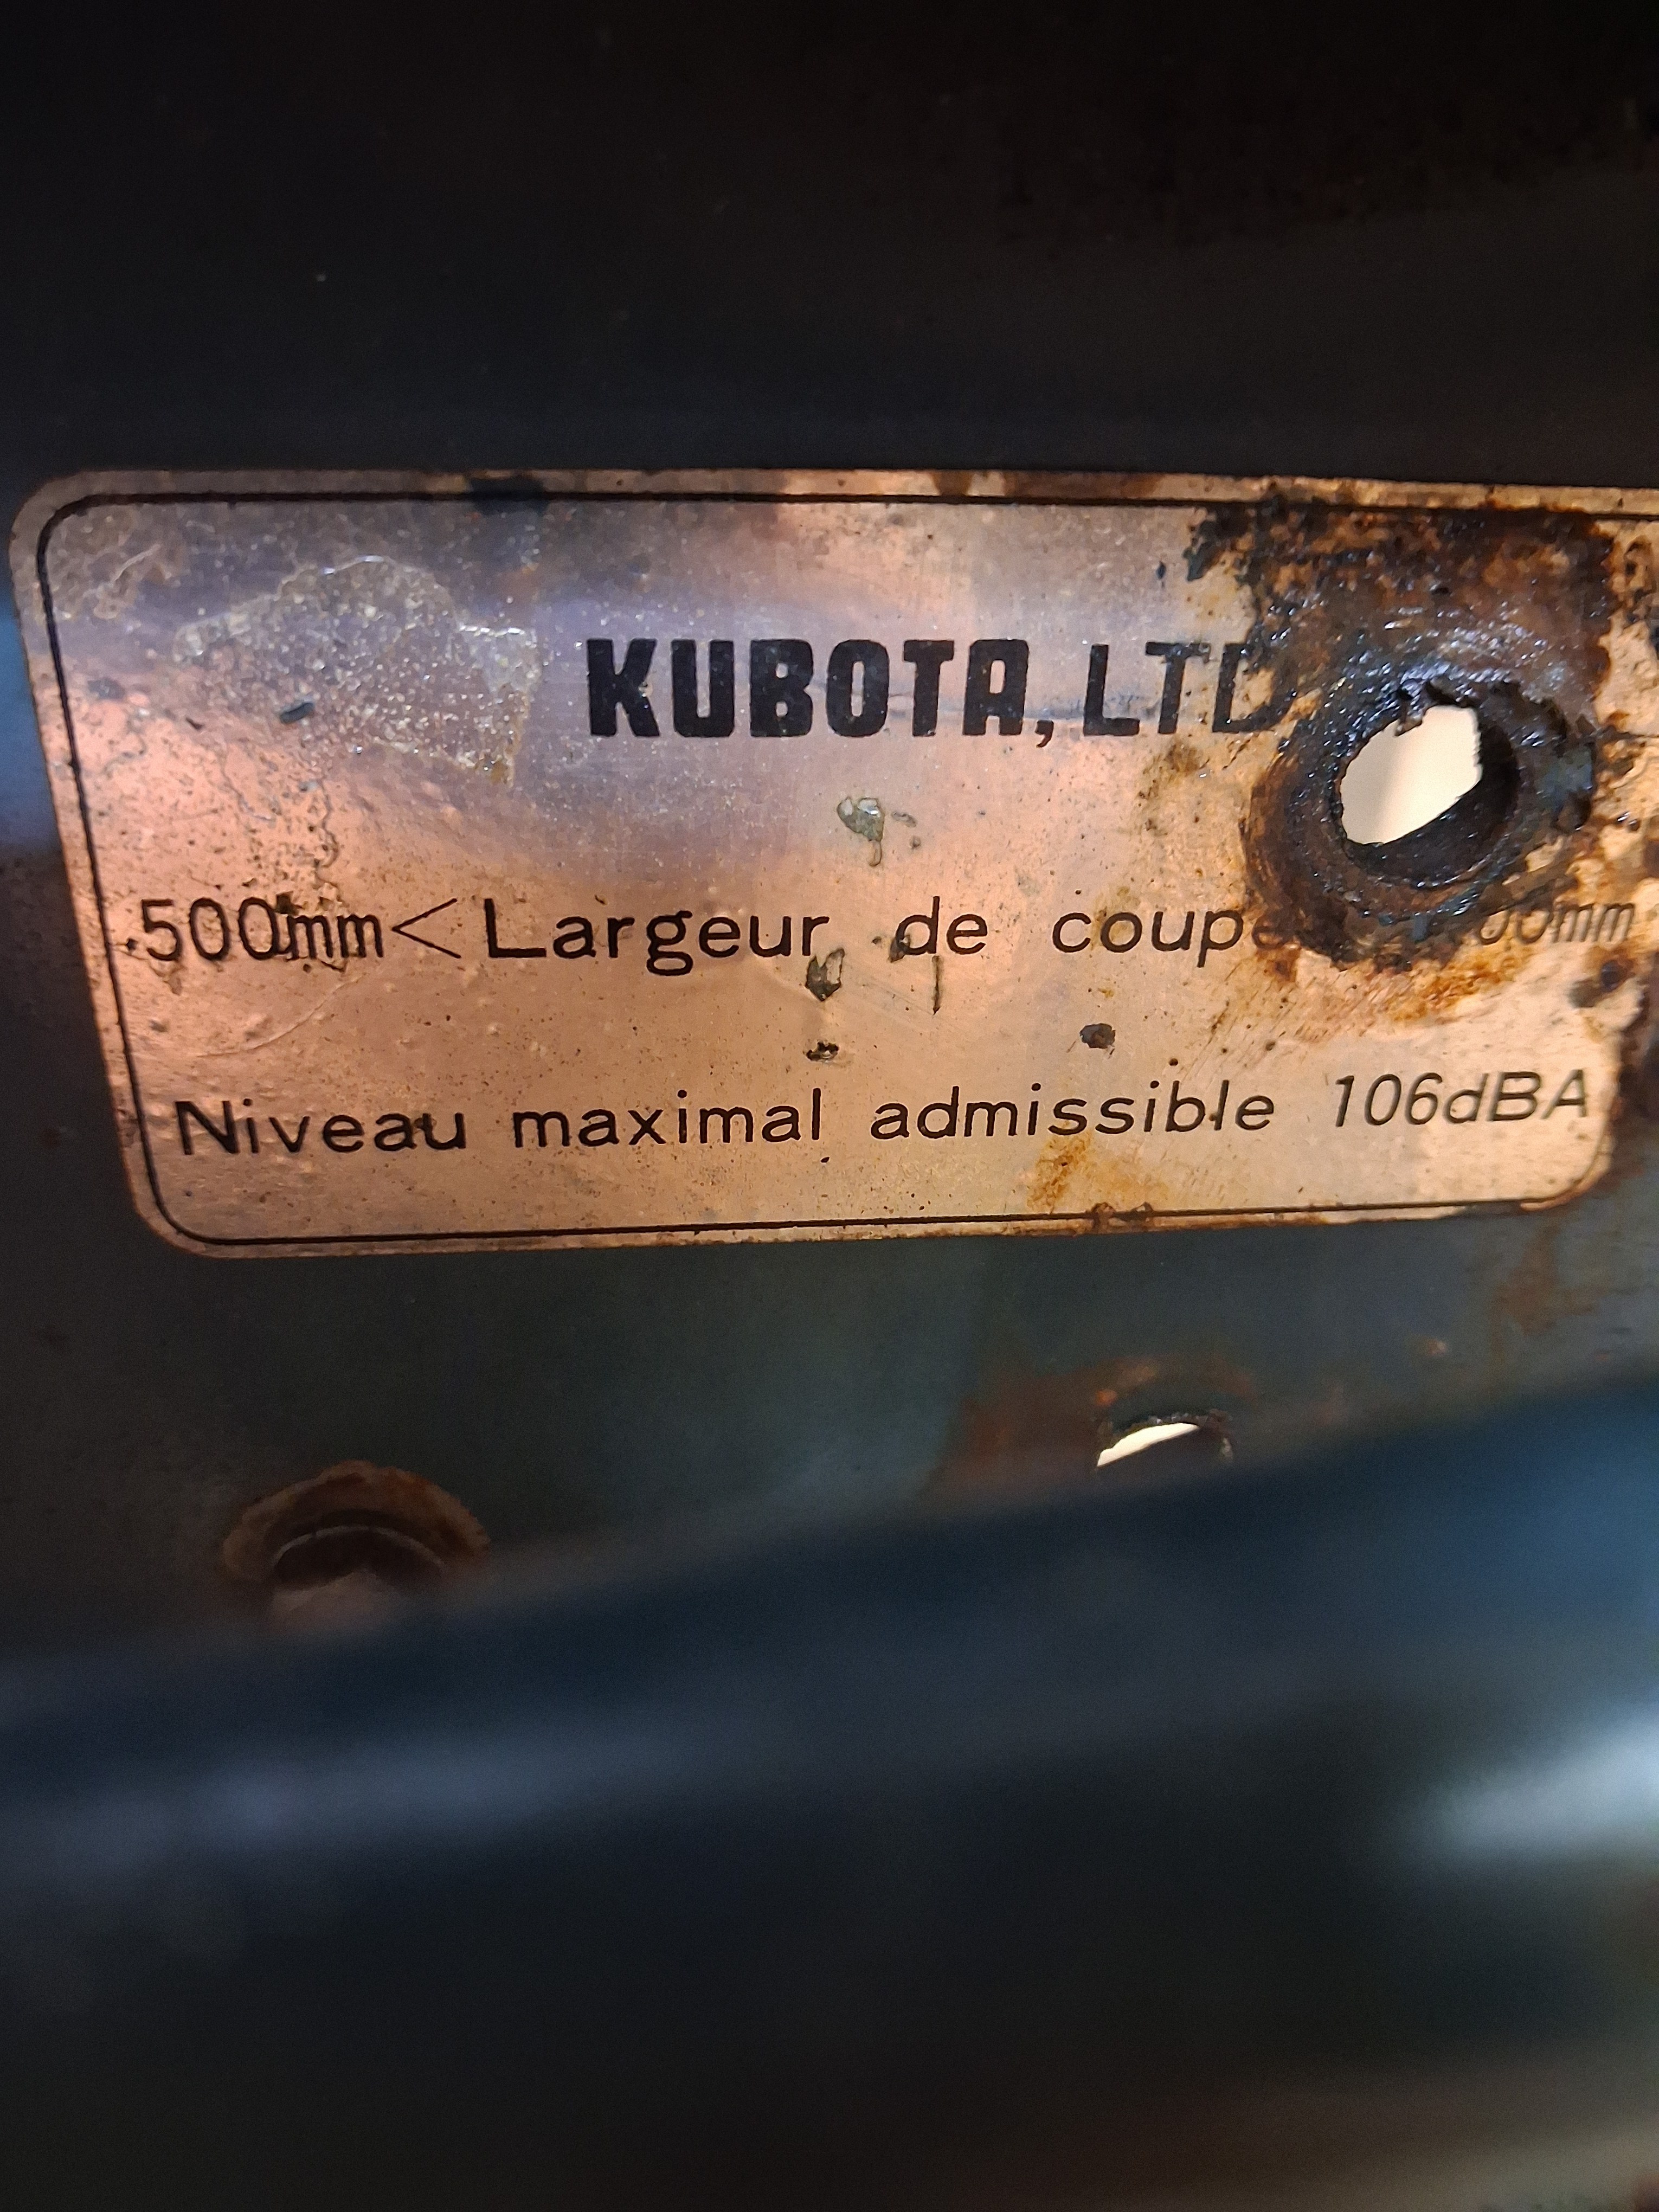 KUBOTA, LTD
500mm < Largeur de coupe
Niveau maximal admissible 106dBA